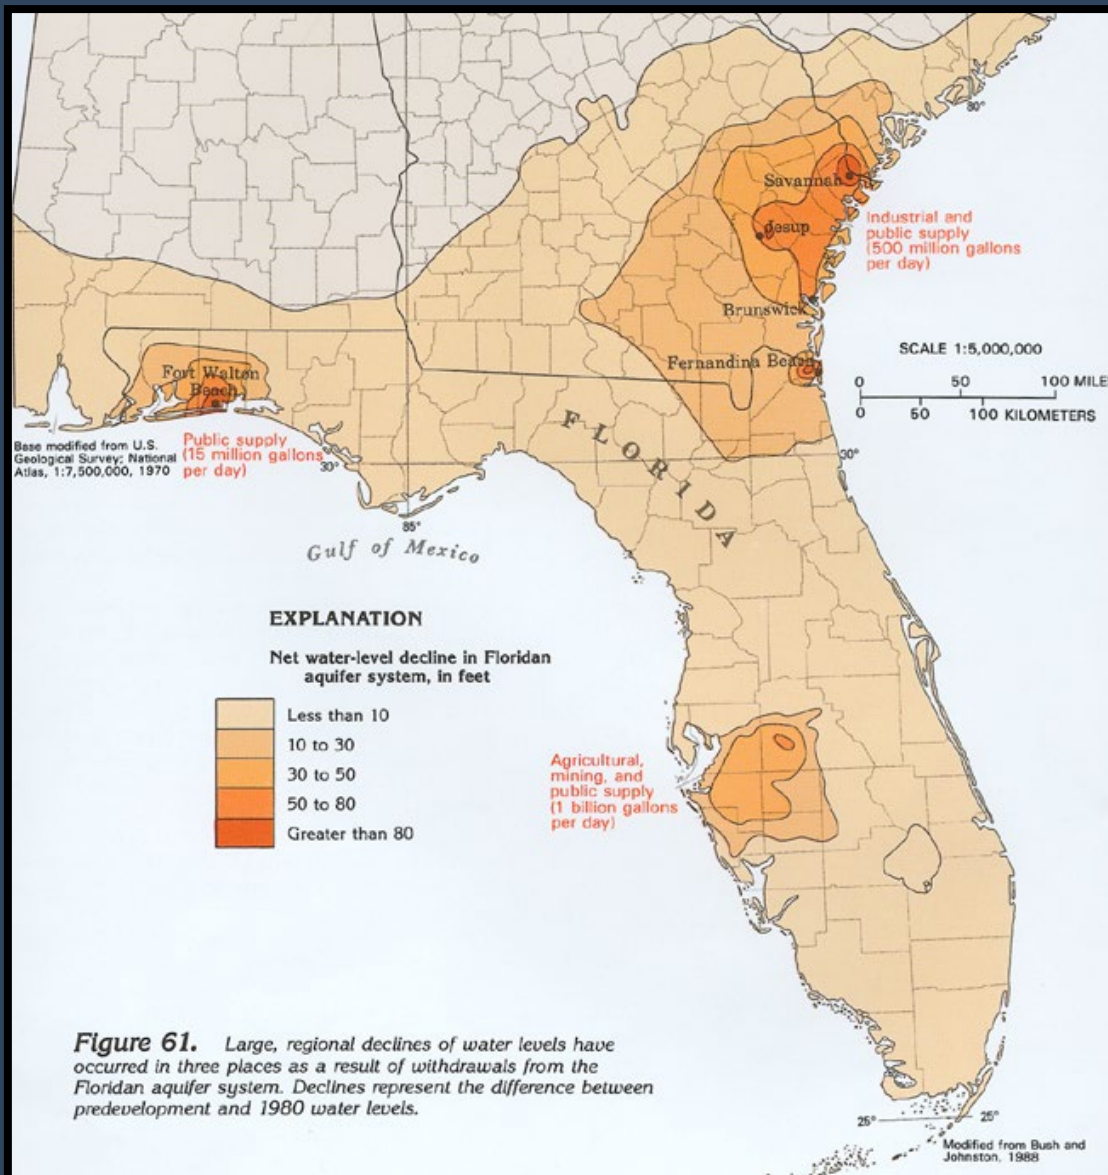 80°
Savannah
Industrial and
public supply
(500 million gallons
per day)
Jesup
Brunswick
SCALE 1:5,000,000
0 50 100 MILE
0 50 100 KILOMETERS
Fernandina Beach
Fort Walton
Beach
Base modified from U.S.
Geological Survey; National
Atlas, 1:7,500,000, 1970
Public supply
(15 million gallons
per day)
30°
30°
FLORIDA
85°
Gulf of Mexico
EXPLANATION
Net water-level decline in Floridan
aquifer system, in feet
Less than 10
10 to 30
30 to 50
50 to 80
Greater than 80
Agricultural,
mining, and
public supply
(1 billion gallons
per day)
Figure 61. Large, regional declines of water levels have
occurred in three places as a result of withdrawals from the
Floridan aquifer system. Declines represent the difference between
predevelopment and 1980 water levels.
25° 25°
Modified from Bush and
Johnston, 1988